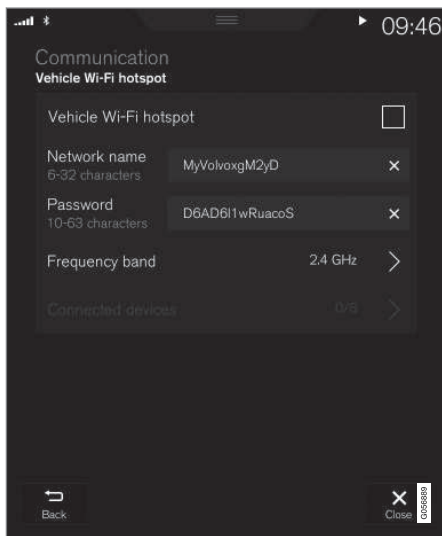 09:46
Communication
Vehicle Wi-Fi hotspot
Vehicle Wi-Fi hotspot
Network name
6-32 characters
MyVolvoxgM2yD
Password
10-63 characters
D6AD6l1wRuacoS
Frequency band
2.4 GHz
Connected devices
0/8
Back
Close
G056889